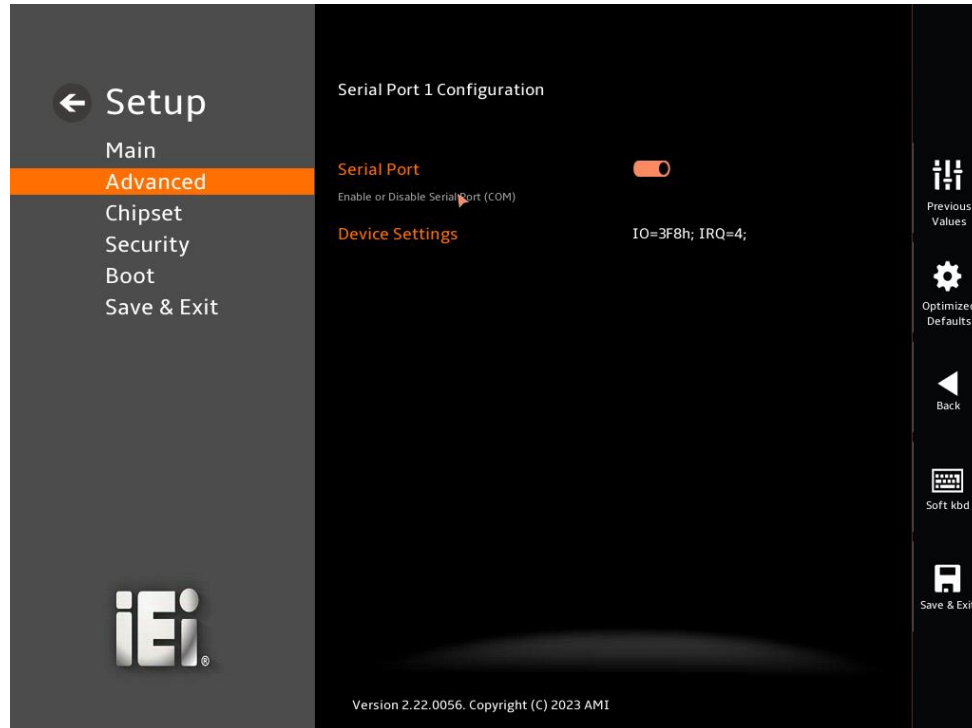 Setup
Main
Advanced
Chipset
Security
Boot
Save & Exit
iEi®
Serial Port 1 Configuration
Serial Port
Enable or Disable Serial Port (COM)
Device Settings
IO=3F8h; IRQ=4;
Version 2.22.0056. Copyright (C) 2023 AMI
Previous
Values
Optimized
Defaults
Back
Soft kbd
Save & Exit